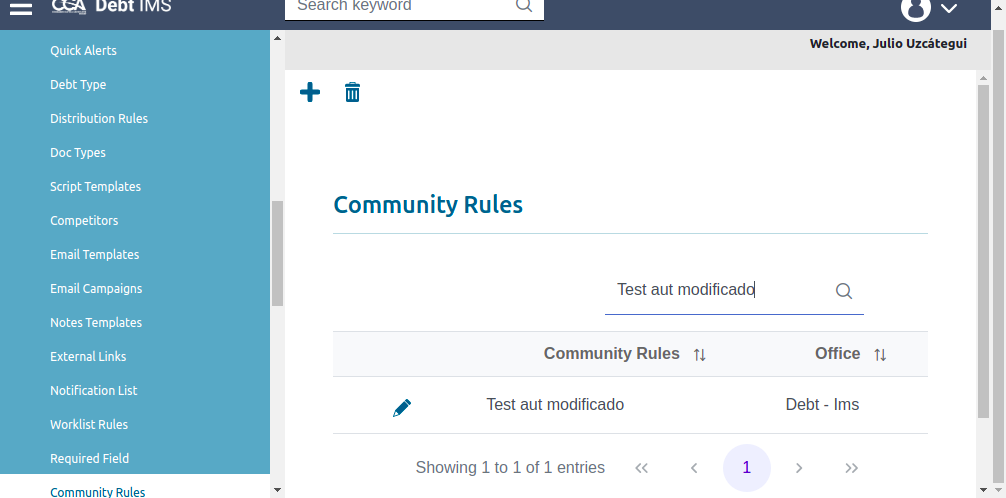 CCA Debt IMS
Search keyword
Welcome, Julio Uzcátegui
Quick Alerts
Debt Type
Distribution Rules
Doc Types
Script Templates
Competitors
Email Templates
Email Campaigns
Notes Templates
External Links
Notification List
Worklist Rules
Required Field
Community Rules
Community Rules
Test aut modificado
Community Rules Office
Test aut modificado Debt - Ims
Showing 1 to 1 of 1 entries « ‹ 1 › »